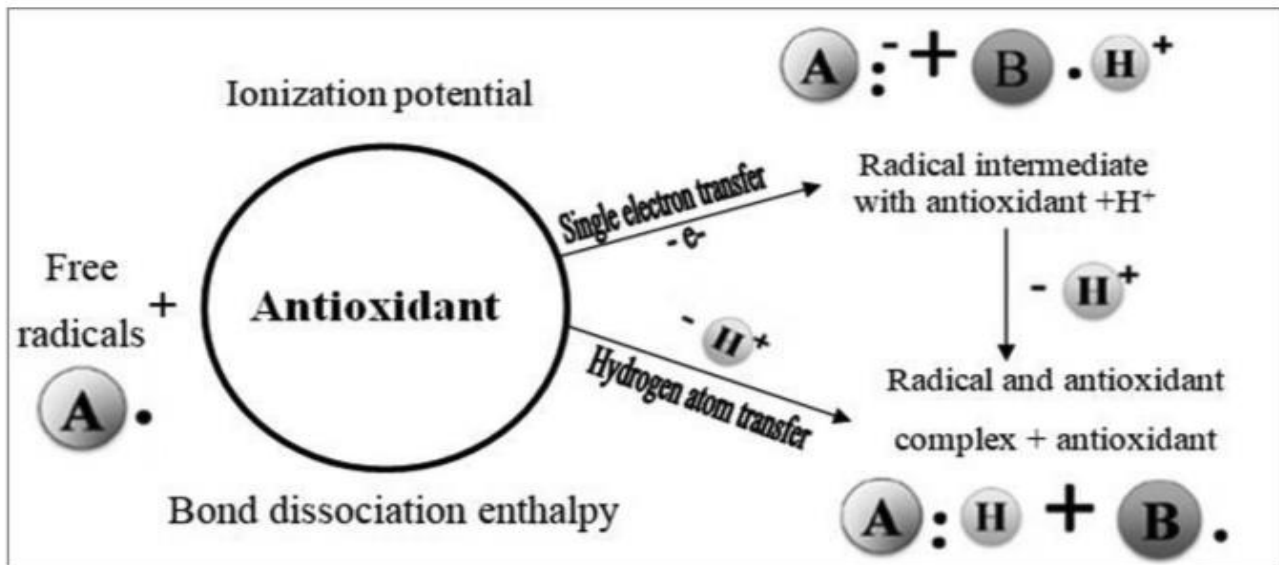 Ionization potential
Free
radicals
+
A.
Antioxidant
Bond dissociation enthalpy
Single electron transfer
- e-
- H+
Hydrogen atom transfer
A:- + B . H+
Radical intermediate
with antioxidant +H⁺
- H+
Radical and antioxidant
complex + antioxidant
A : H + B .